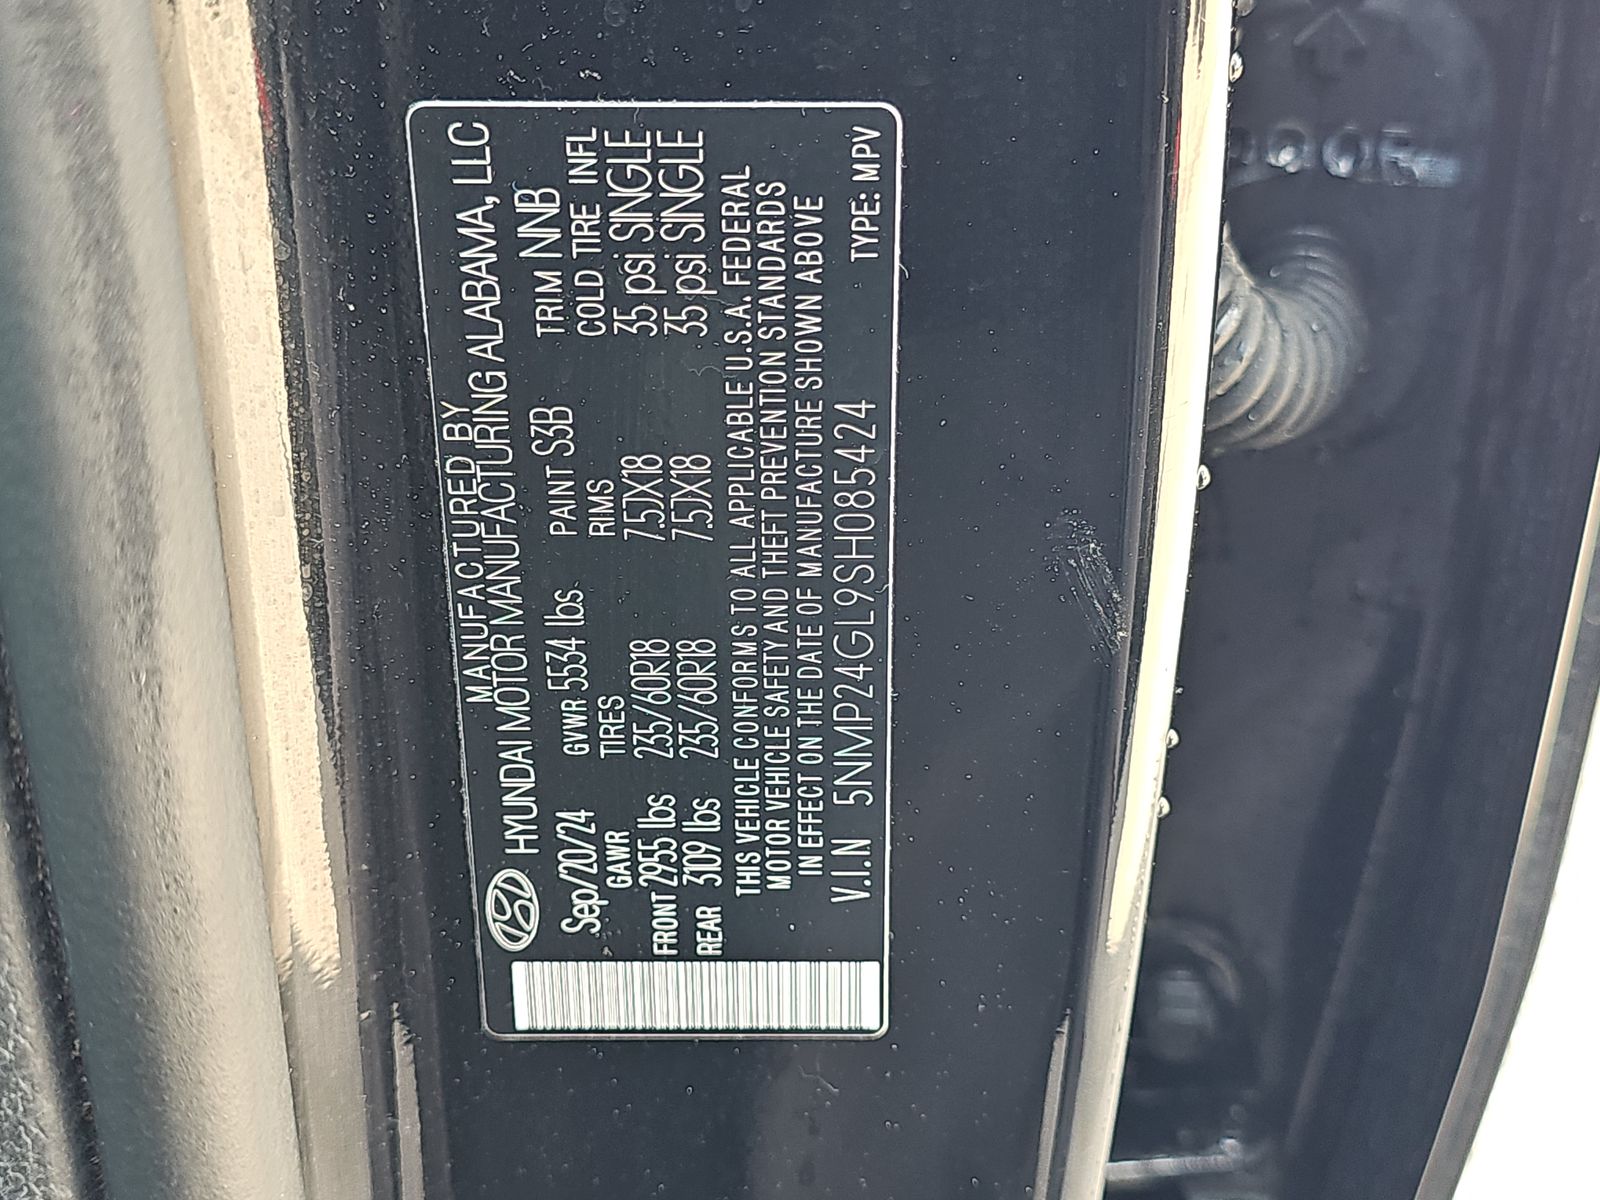 MANUFACTURED BY
HYUNDAI MOTOR MANUFACTURING ALABAMA, LLC
Sep/20/24 GVWR 5534 lbs PAINT S3B TRIM NNB
GAWR TIRES RIMS COLD TIRE INFL
FRONT 2955 lbs 235/60R18 7.5JX18 35 psi SINGLE
REAR 3109 lbs 235/60R18 7.5JX18 35 psi SINGLE
THIS VEHICLE CONFORMS TO ALL APPLICABLE U.S.A. FEDERAL
MOTOR VEHICLE SAFETY AND THEFT PREVENTION STANDARDS
IN EFFECT ON THE DATE OF MANUFACTURE SHOWN ABOVE
V.I.N 5NMP24GL9SH085424 TYPE: MPV